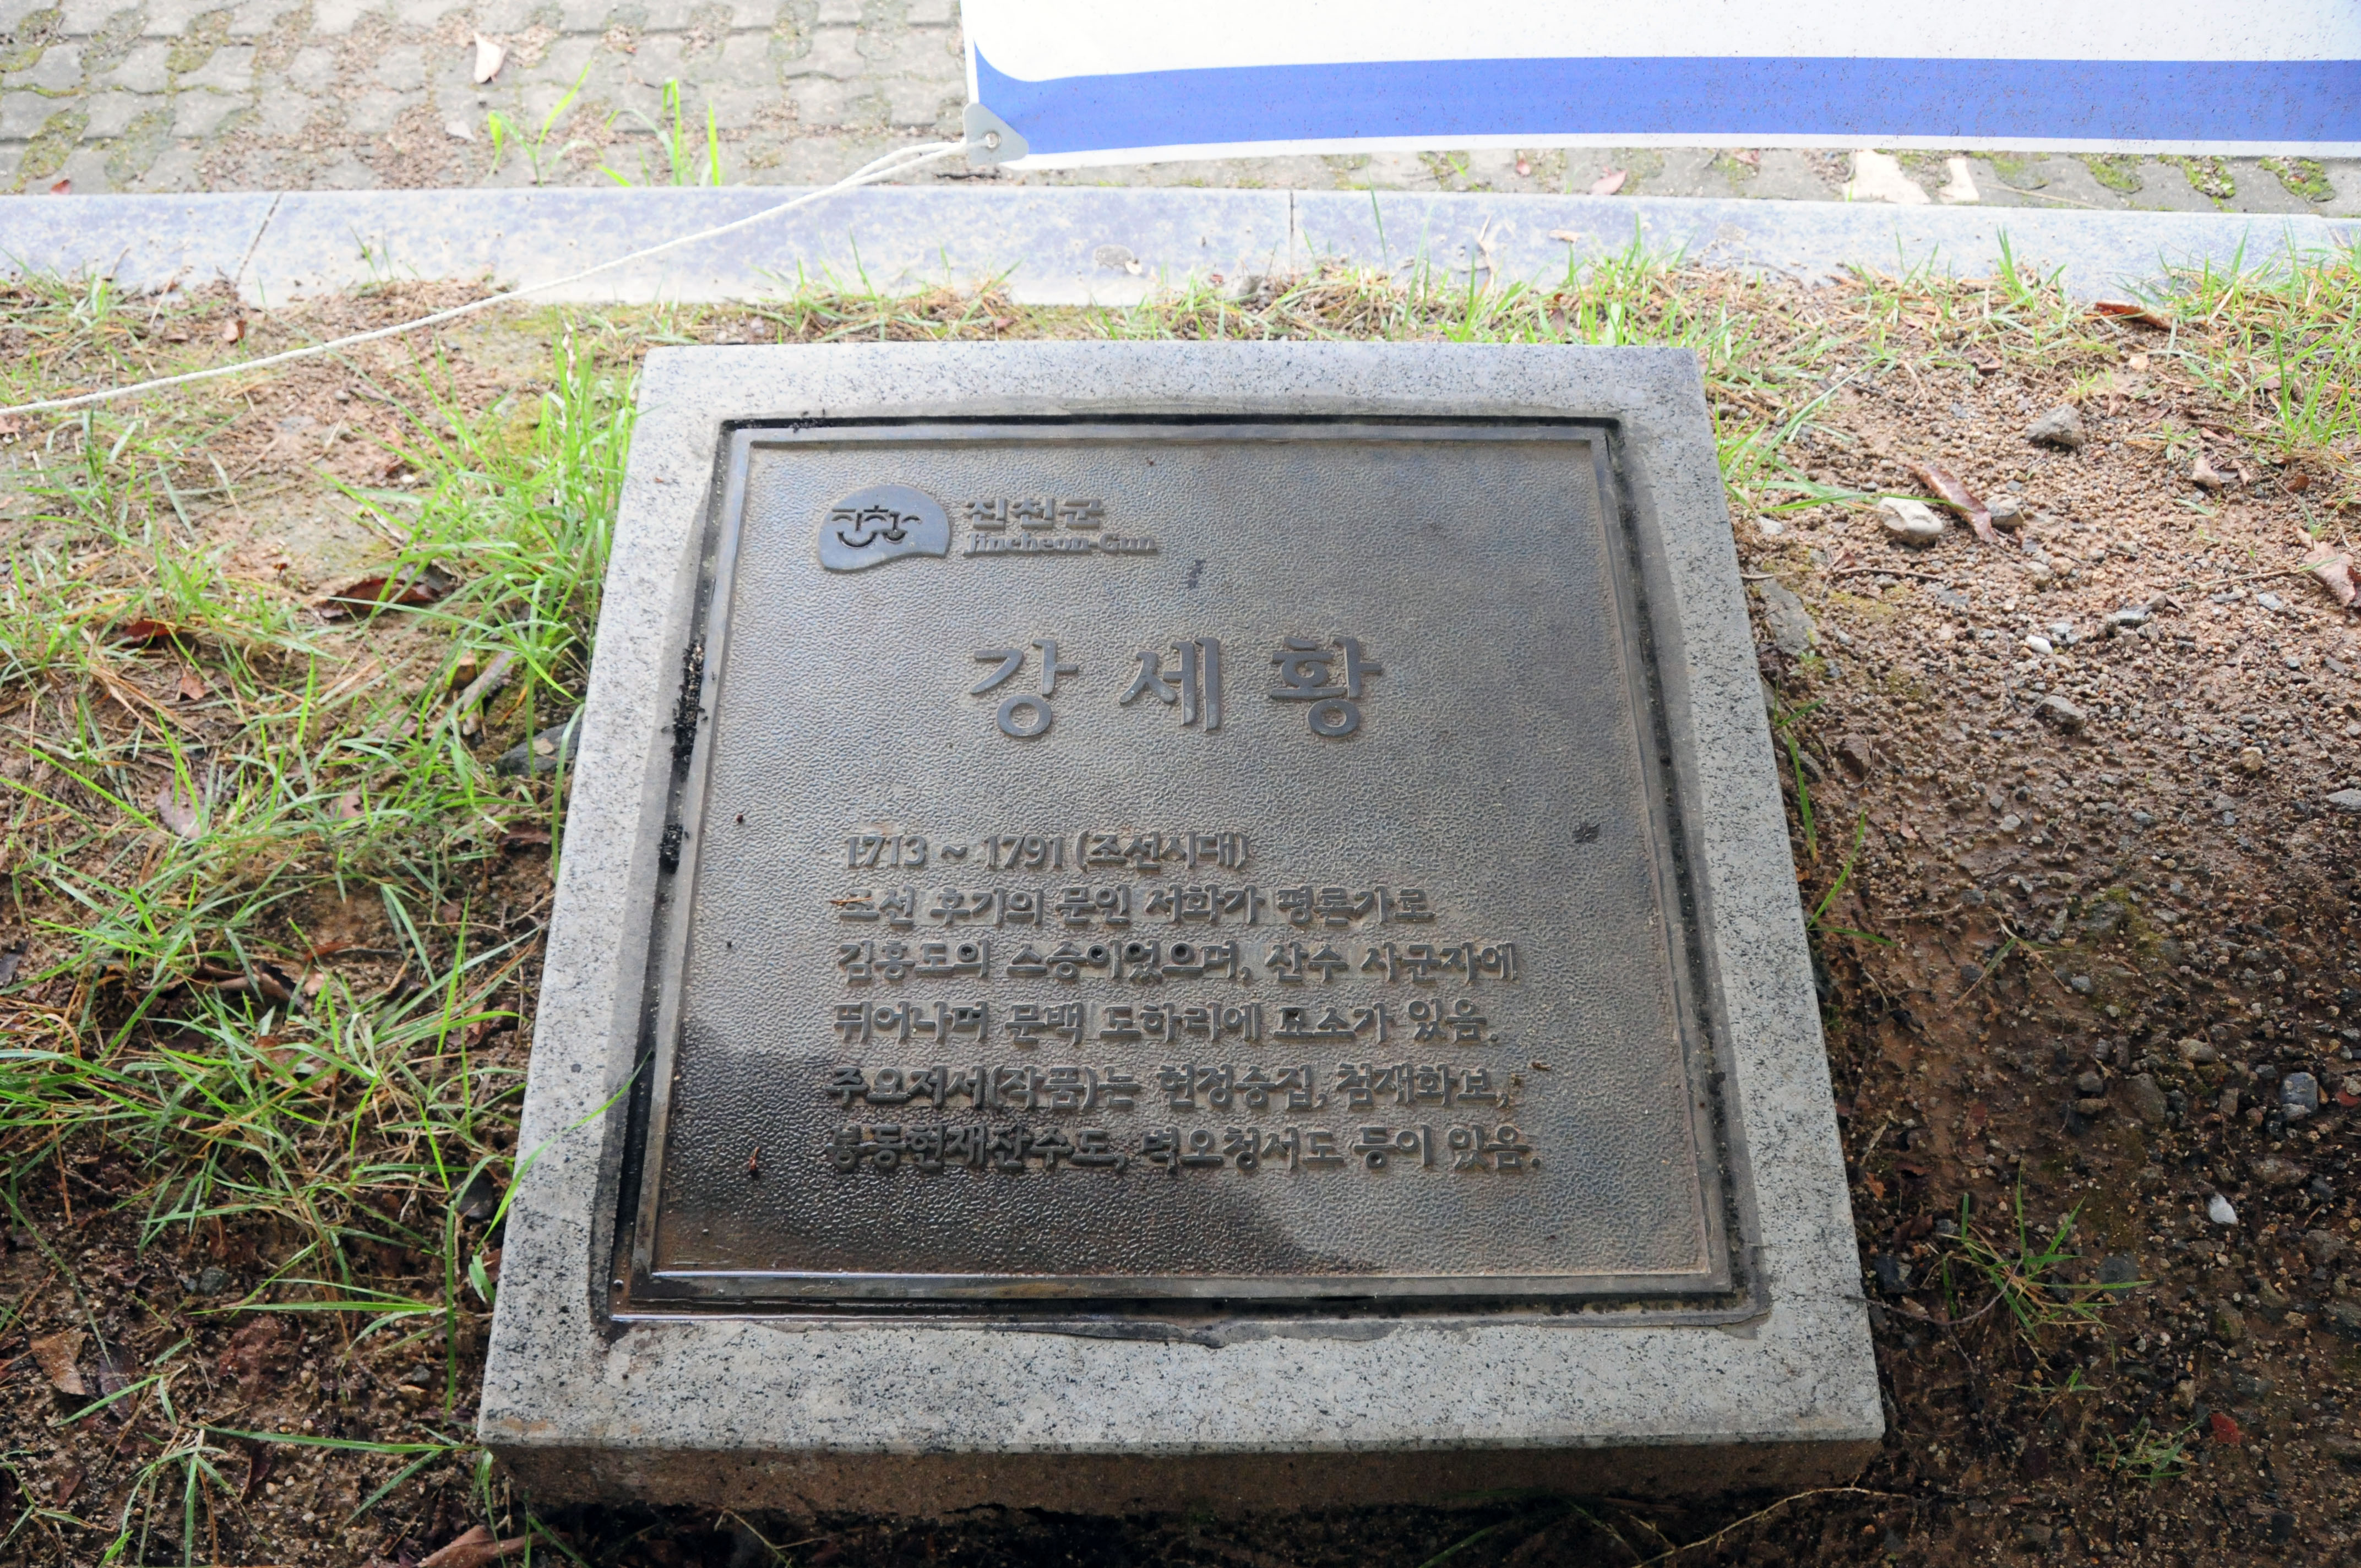 진천
진천군
Jincheon-Gun
강세황
1713 ~ 1791 (조선시대)
조선 후기의 문인 서화가 평론가로
김홍도의 스승이었으며, 산수 사군자에
뛰어나며 문백 도하리에 묘소가 있음.
주요저서(작품)는 현정승집, 첨재화보,
봉동현재잔수도, 벽오청서도 등이 있음.